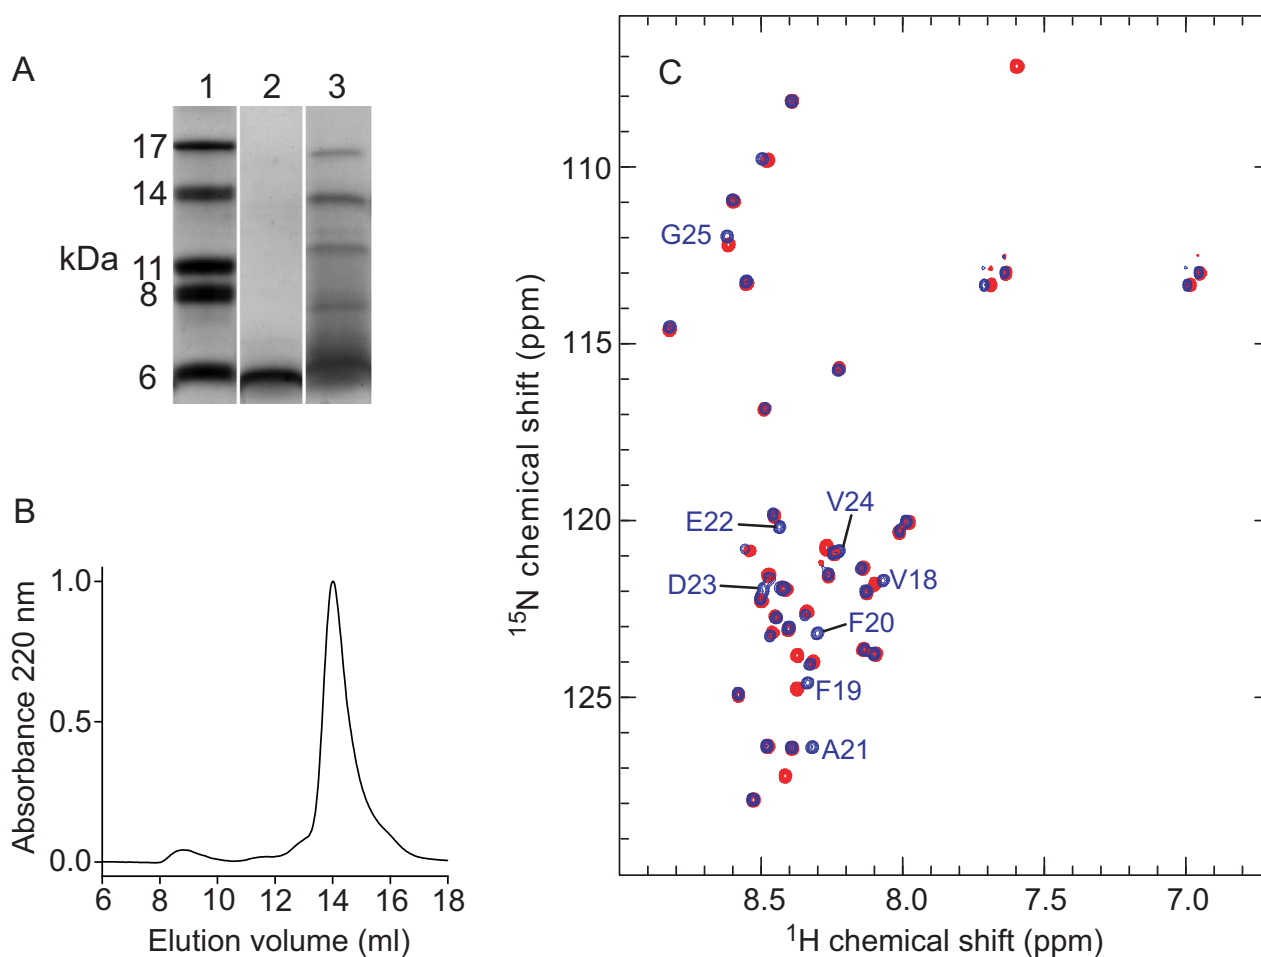 A
1 2 3
17
14
kDa
11
8
6
B
Absorbance 220 nm
1.0
0.5
0.0
6 8 10 12 14 16 18
Elution volume (ml)
C
15N chemical shift (ppm)
110
115
120
125
G25
E22
V24
D23
V18
F20
F19
A21
8.5 8.0 7.5 7.0
1H chemical shift (ppm)